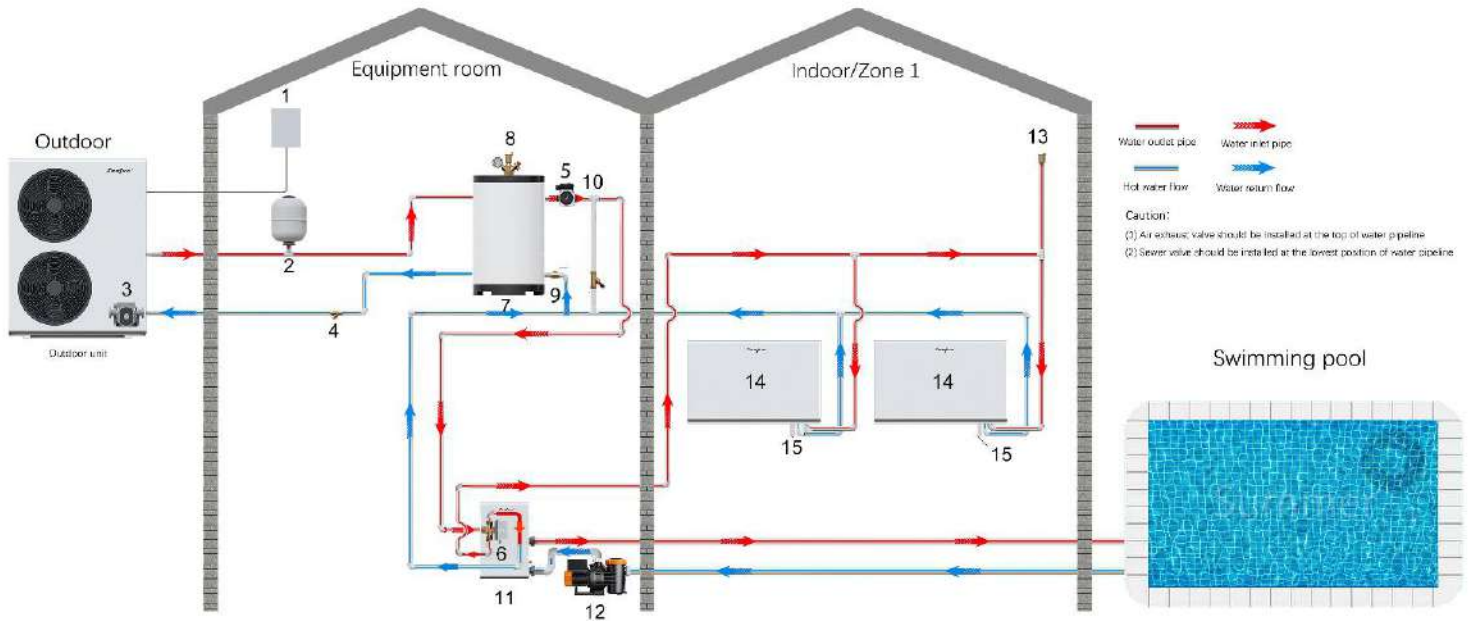 Equipment room
Indoor/Zone 1
Outdoor
Outdoor unit
1
2
3
4
5
8
10
7
9
6
11
12
13
14
14
15
15
Water outlet pipe
Water inlet pipe
Hot water flow
Water return flow
Caution:
(1) Air exhaust valve should be installed at the top of water pipeline
(2) Sewer valve should be installed at the lowest position of water pipeline
Swimming pool
Summer